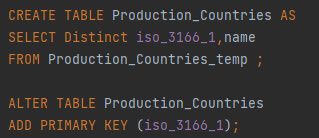 CREATE TABLE Production_Countries AS
SELECT Distinct iso_3166_1,name
FROM Production_Countries_temp ;
ALTER TABLE Production_Countries
ADD PRIMARY KEY (iso_3166_1);